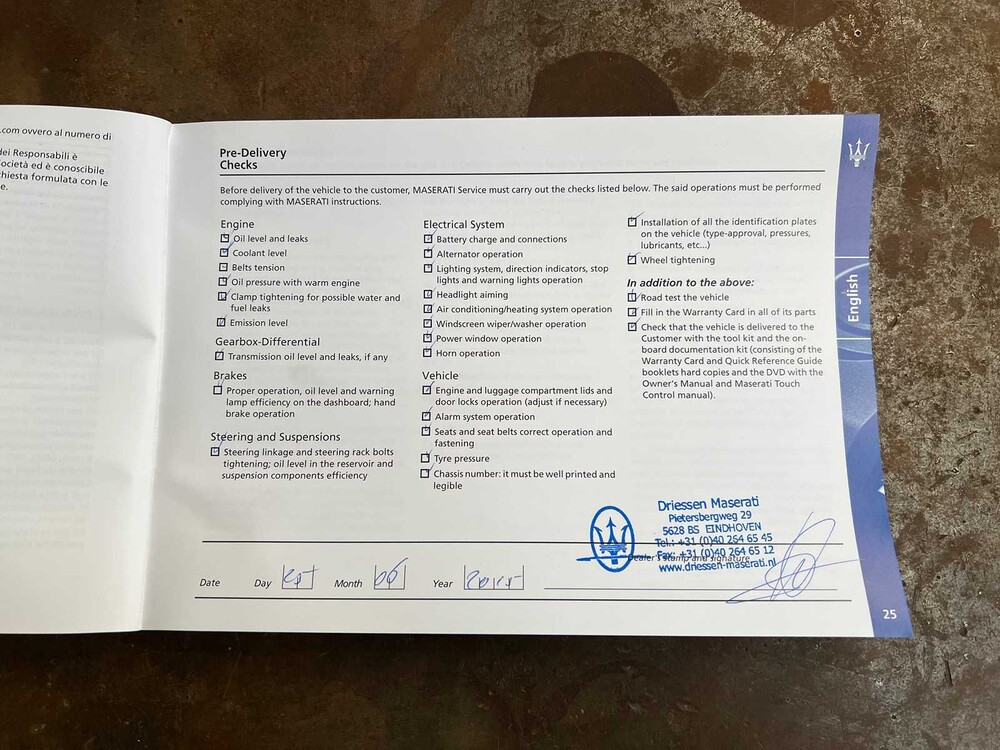 .com ovvero al numero di
dei Responsabili è
ocietà ed è conoscibile
hiesta formulata con le
e.
Pre-Delivery
Checks
Before delivery of the vehicle to the customer, MASERATI Service must carry out the checks listed below. The said operations must be performed
complying with MASERATI instructions.
Engine
Oil level and leaks
Coolant level
Belts tension
Oil pressure with warm engine
Clamp tightening for possible water and
fuel leaks
Emission level
Gearbox-Differential
Transmission oil level and leaks, if any
Brakes
Proper operation, oil level and warning
lamp efficiency on the dashboard; hand
brake operation
Steering and Suspensions
Steering linkage and steering rack bolts
tightening; oil level in the reservoir and
suspension components efficiency
Electrical System
Battery charge and connections
Alternator operation
Lighting system, direction indicators, stop
lights and warning lights operation
Headlight aiming
Air conditioning/heating system operation
Windscreen wiper/washer operation
Power window operation
Horn operation
Vehicle
Engine and luggage compartment lids and
door locks operation (adjust if necessary)
Alarm system operation
Seats and seat belts correct operation and
fastening
Tyre pressure
Chassis number: it must be well printed and
legible
Installation of all the identification plates
on the vehicle (type-approval, pressures,
lubricants, etc...)
Wheel tightening
In addition to the above:
Road test the vehicle
Fill in the Warranty Card in all of its parts
Check that the vehicle is delivered to the
Customer with the tool kit and the on-
board documentation kit (consisting of the
Warranty Card and Quick Reference Guide
booklets hard copies and the DVD with the
Owner's Manual and Maserati Touch
Control manual).
Driessen Maserati
Pietersbergweg 29
5628 BS EINDHOVEN
Tel.: +31 (0)40 264 65 45
Fax: +31 (0)40 264 65 12
www.driessen-maserati.nl
Dealer's stamp and signature
Date Day Month 06 Year 2015
English
25